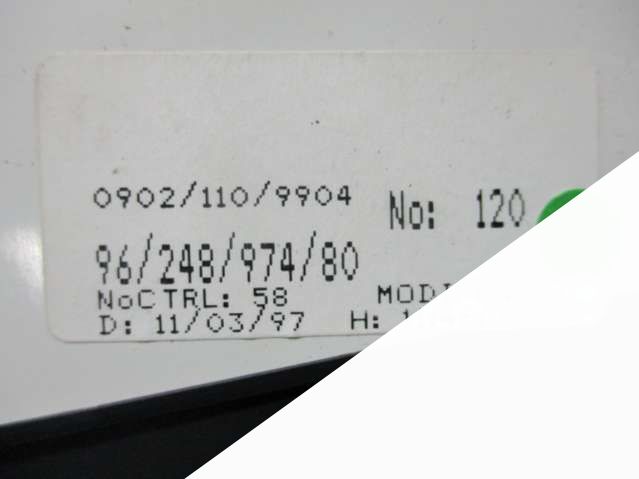 0902/110/9904
No: 120
96/248/974/80
NoCTRL: 58
D: 11/03/97 H: